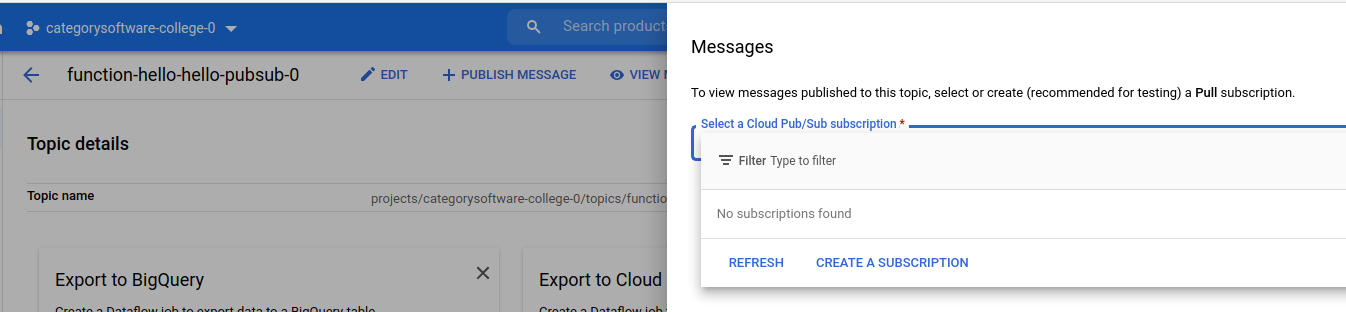 categorysoftware-college-0
Search products
function-hello-hello-pubsub-0
EDIT
PUBLISH MESSAGE
VIEW
Topic details
Topic name
projects/categorysoftware-college-0/topics/functio
Export to BigQuery
Create a Dataflow job to export data to a BigQuery table
Export to Cloud
Create a Dataflow job
Messages
To view messages published to this topic, select or create (recommended for testing) a Pull subscription.
Select a Cloud Pub/Sub subscription *
Filter Type to filter
No subscriptions found
REFRESH
CREATE A SUBSCRIPTION